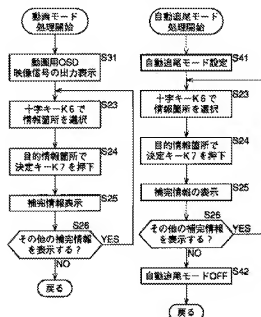 動画モード
処理開始
S31
動画用OSD
映像信号の出力表示
S23
十字キーK6で
情報箇所を選択
S24
目的情報箇所で
決定キーK7を押下
S25
補完情報表示
S26
その他の補完情報
を表示する？
YES
NO
戻る
自動追尾モード
処理開始
S41
自動追尾モード設定
S23
十字キーK6で
情報箇所を選択
S24
目的情報箇所で
決定キーK7を押下
S25
補完情報の表示
S26
その他の補完情報
を表示する？
YES
NO
S42
自動追尾モードOFF
戻る